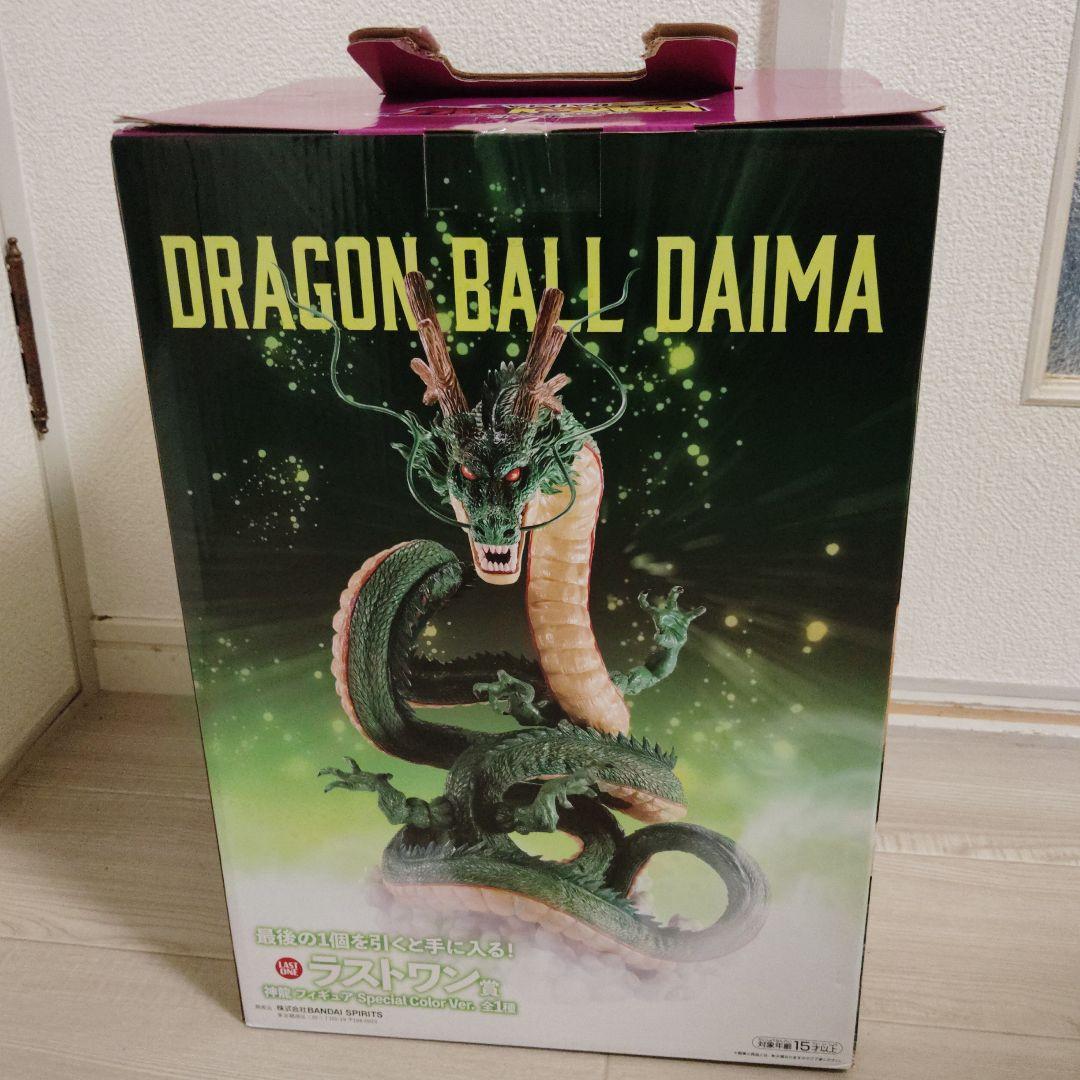 DRAGON BALL DAIMA
最後の1個を引くと手に入る!
LAST ONE ラストワン賞
神龍 フィギュア Special Color Ver. 全1種
株式会社BANDAI SPIRITS
対象年齢 15才以上